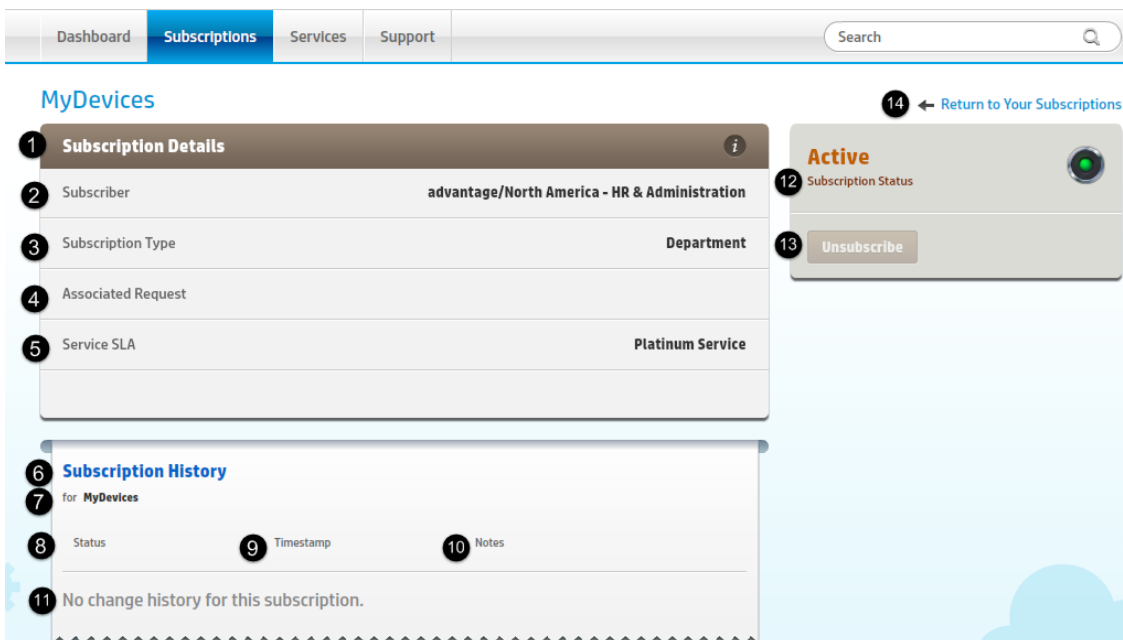 Dashboard Subscriptions Services Support Search
MyDevices
14 Return to Your Subscriptions
1 Subscription Details i
2 Subscriber advantage/North America - HR & Administration
3 Subscription Type Department
4 Associated Request
5 Service SLA Platinum Service
Active
12 Subscription Status
13 Unsubscribe
6 Subscription History
7 for MyDevices
8 Status 9 Timestamp 10 Notes
11 No change history for this subscription.